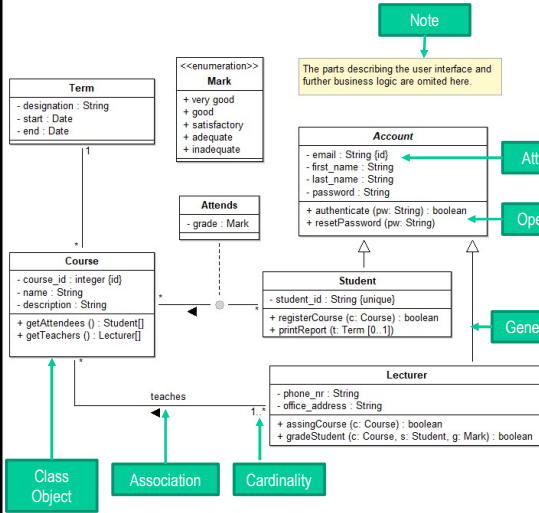 Note
<<enumeration>>
Mark
+ very good
+ good
+ satisfactory
+ adequate
+ inadequate
The parts describing the user interface and
further business logic are omited here.
Term
- designation : String
- start : Date
- end : Date
1
*
Account
- email : String {id}
- first_name : String
- last_name : String
- password : String
+ authenticate (pw: String) : boolean
+ resetPassword (pw: String)
Att
Ope
Attends
- grade : Mark
Course
- course_id : integer {id}
- name : String
- description : String
+ getAttendees () : Student[]
+ getTeachers () : Lecturer[]
*
*
Student
- student_id : String {unique}
+ registerCourse (c: Course) : boolean
+ printReport (t: Term [0..1])
Gene
*
teaches
1..*
Lecturer
- phone_nr : String
- office_address : String
+ assingCourse (c: Course) : boolean
+ gradeStudent (c: Course, s: Student, g: Mark) : boolean
Class
Object
Association
Cardinality